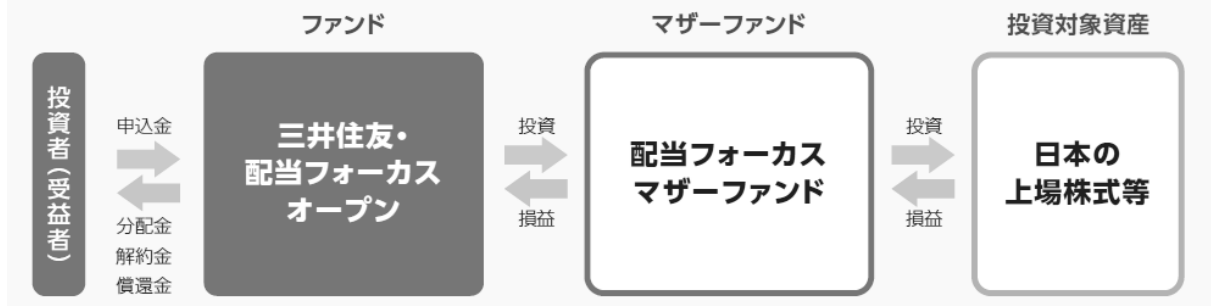 ファンド
マザーファンド
投資対象資産
投資者(受益者)
申込金
分配金
解約金
償還金
三井住友・
配当フォーカス
オープン
投資
損益
配当フォーカス
マザーファンド
投資
損益
日本の
上場株式等